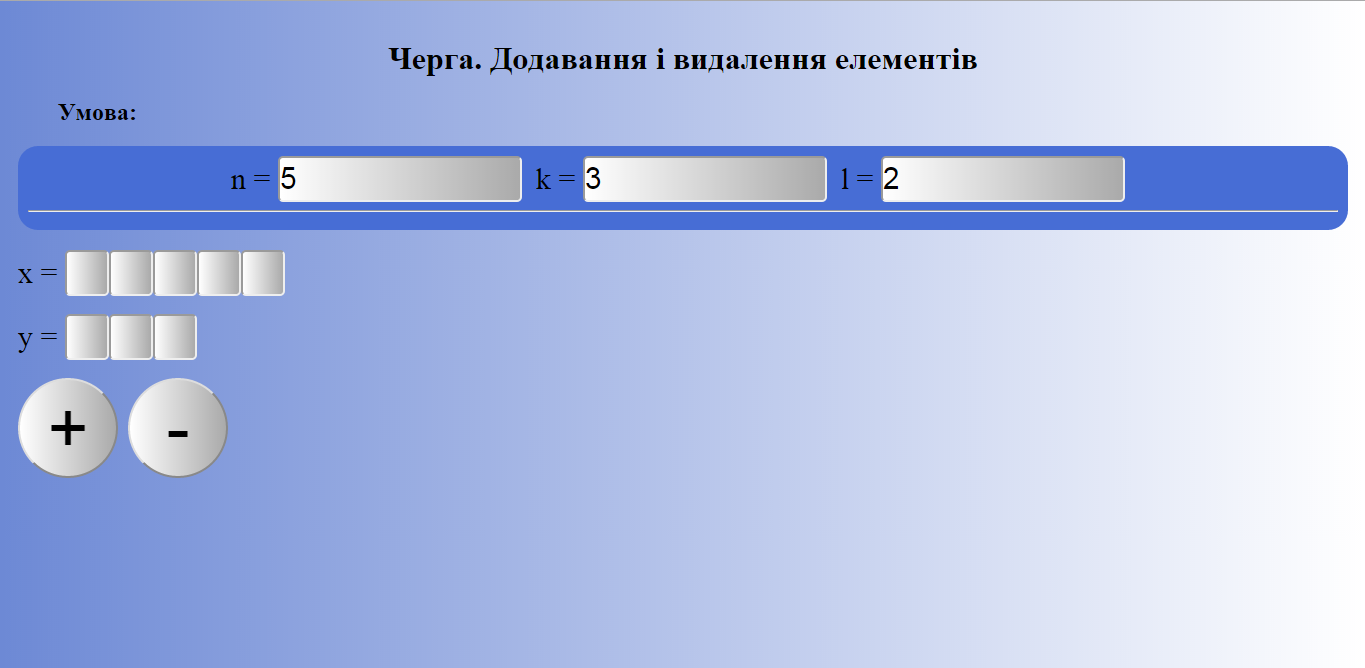 Черга. Додавання і видалення елементів
Умова:
n = 5 k = 3 l = 2
x =
y =
+ -